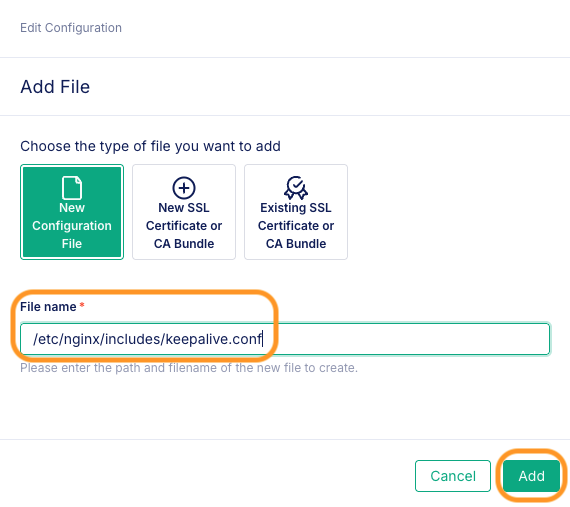 Edit Configuration
Add File
Choose the type of file you want to add
New
Configuration
File
New SSL
Certificate or
CA Bundle
Existing SSL
Certificate or
CA Bundle
File name *
/etc/nginx/includes/keepalive.conf
Please enter the path and filename of the new file to create.
Cancel
Add